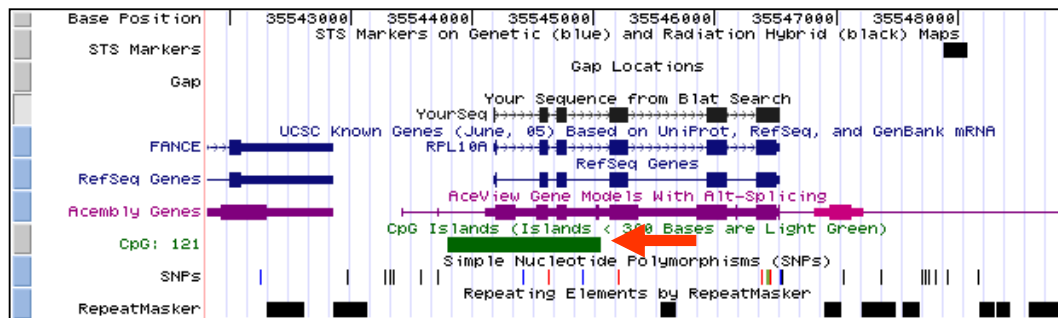 Base Position 35543000| 35544000| 35545000| 35546000| 35547000| 35548000|
STS Markers on Genetic (blue) and Radiation Hybrid (black) Maps
STS Markers
Gap Locations
Gap
Your Sequence from Blat Search
YourSeq
UCSC Known Genes (June, 05) Based on UniProt, RefSeq, and GenBank mRNA
FANCE RPL10A
RefSeq Genes
RefSeq Genes
AceView Gene Models With Alt-Splicing
Acembly Genes
CpG Islands (Islands < 300 Bases are Light Green)
CpG: 121
Simple Nucleotide Polymorphisms (SNPs)
SNPs
Repeating Elements by RepeatMasker
RepeatMasker